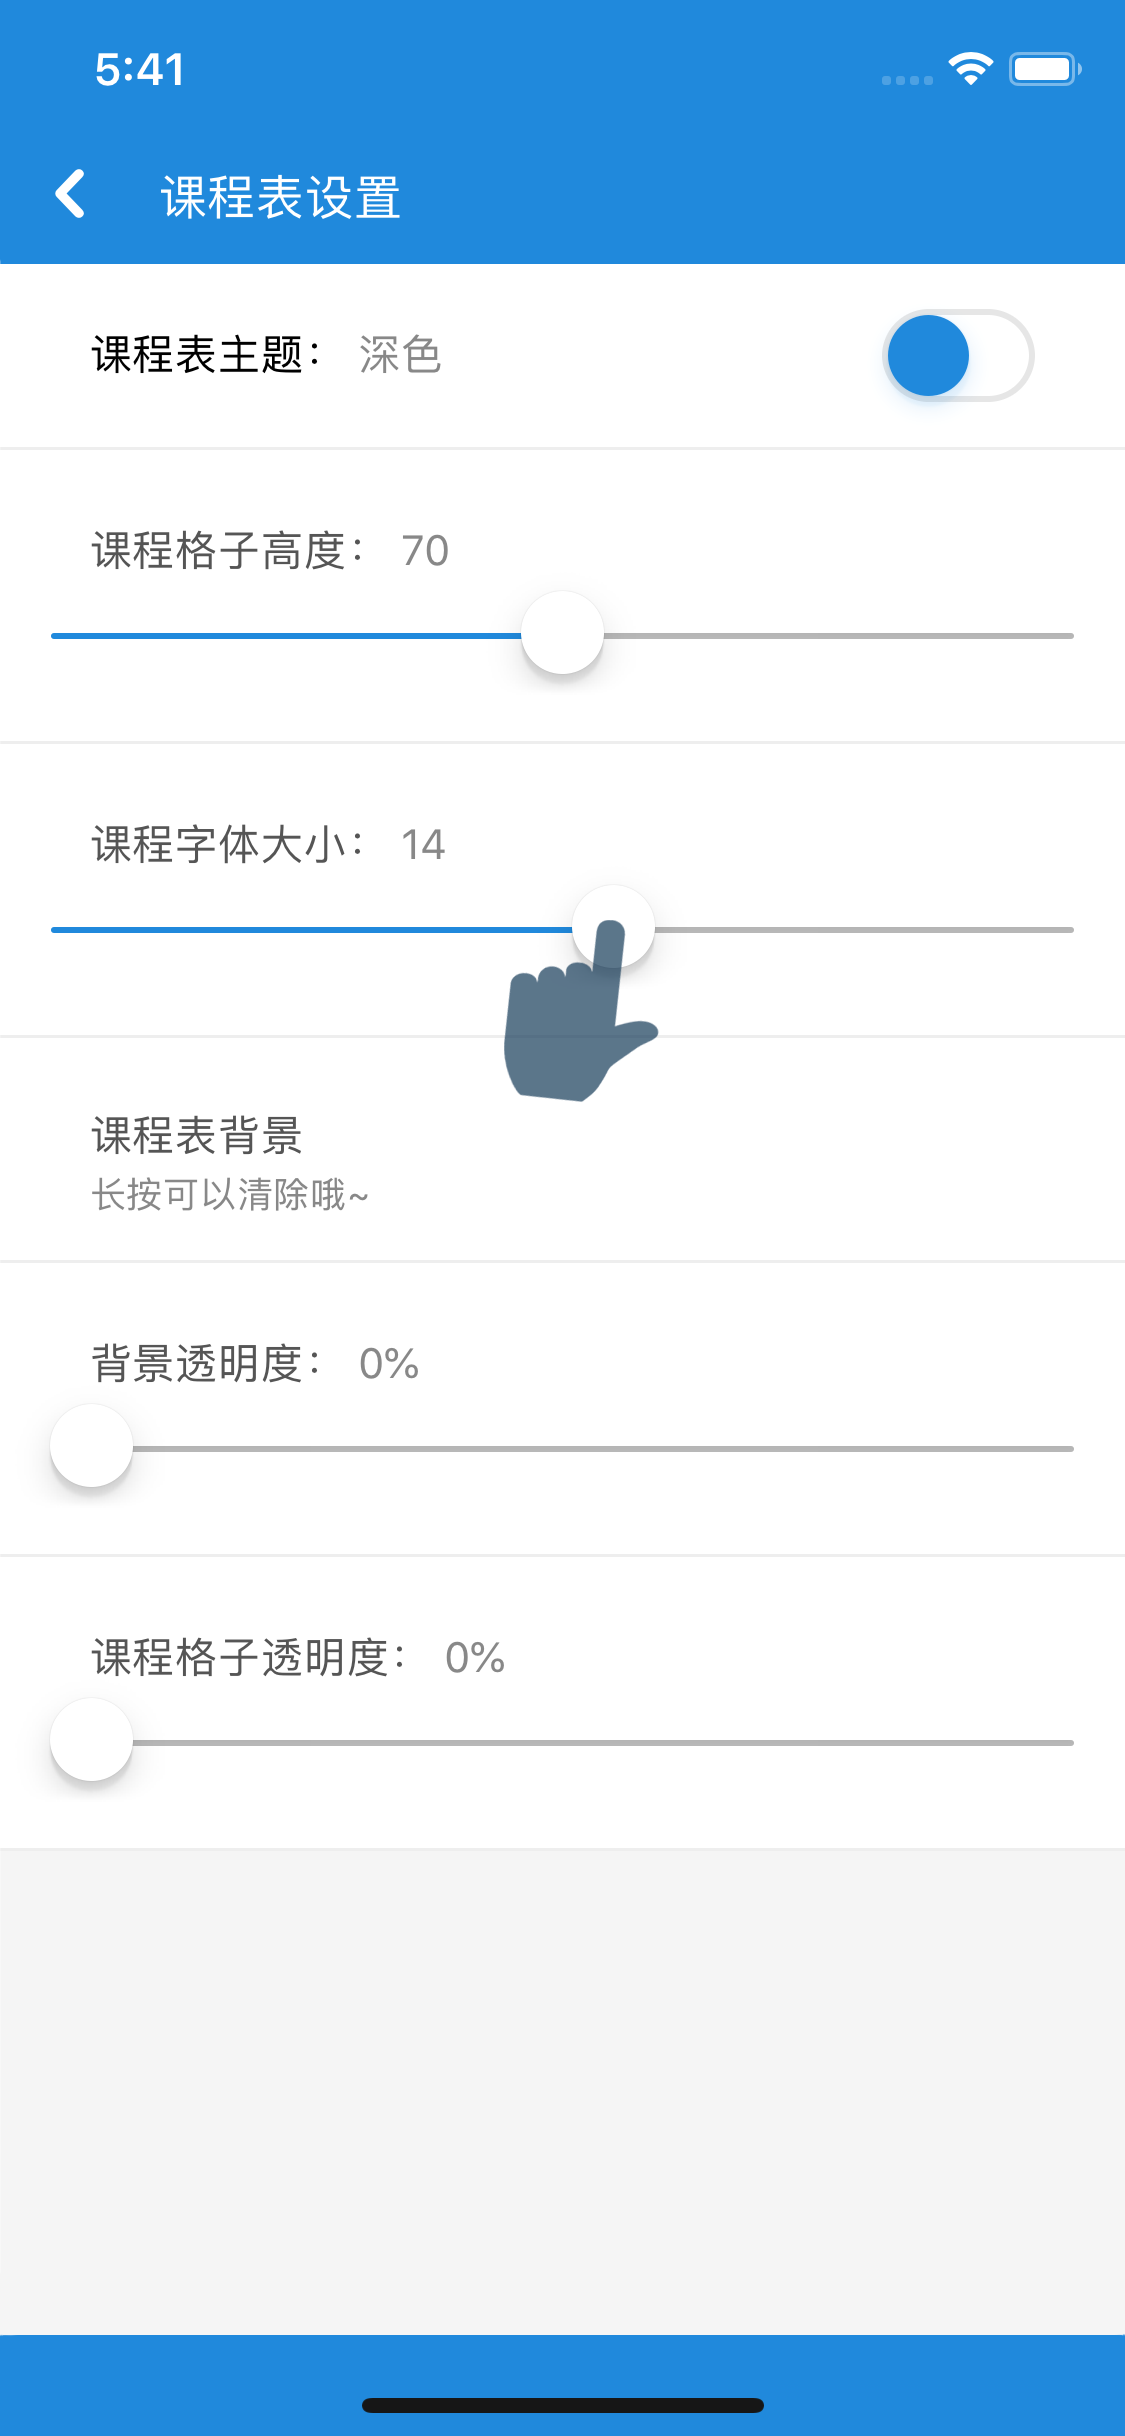 5:41
课程表设置
课程表主题： 深色
课程格子高度： 70
课程字体大小： 14
课程表背景
长按可以清除哦~
背景透明度： 0%
课程格子透明度： 0%